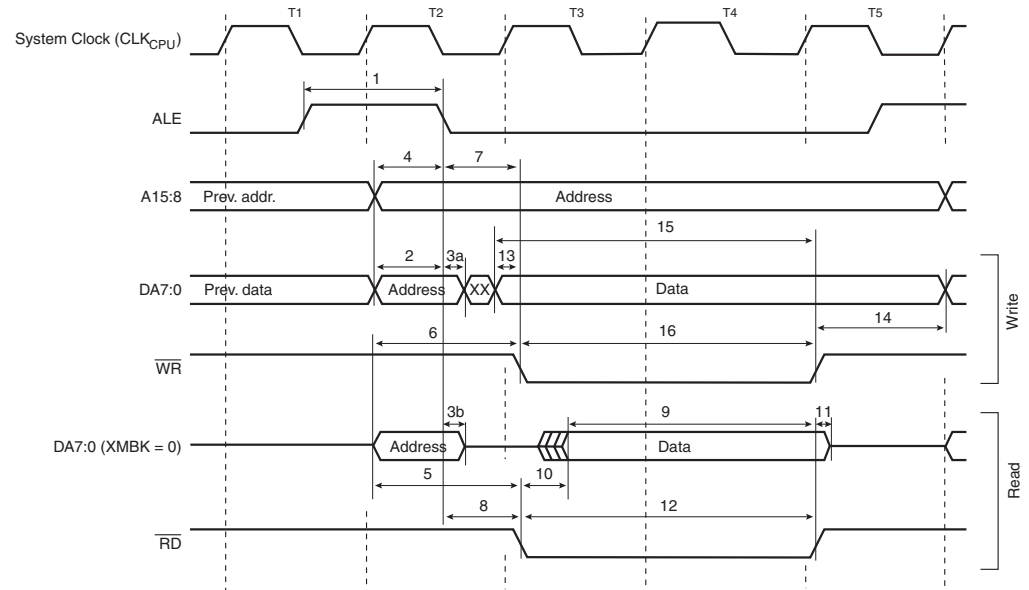 T1 T2 T3 T4 T5
System Clock (CLKCPU)
1
ALE
4 7
A15:8 Prev. addr. Address
15
2 3a 13
DA7:0 Prev. data Address XX Data
14
6 16
WR
Write
3b 9 11
DA7:0 (XMBK = 0) Address Data
5 10
8 12
RD
Read